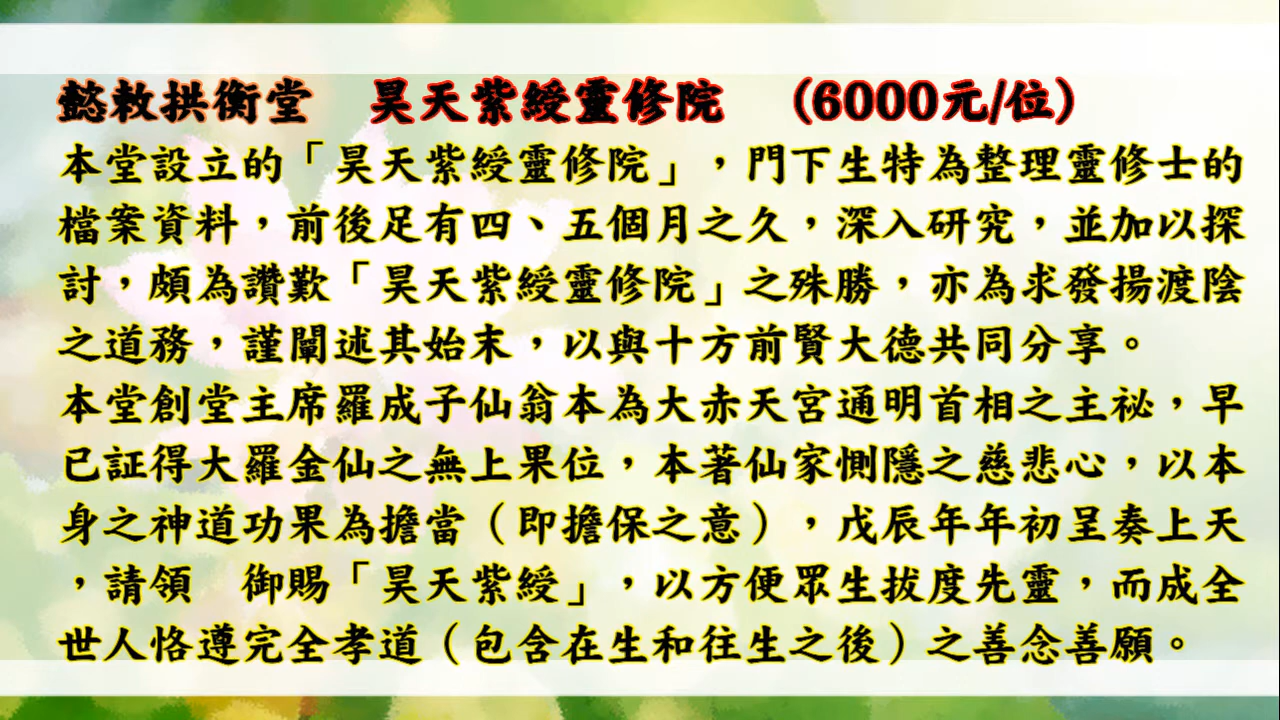 懿敕拱衡堂　昊天紫綬靈修院　(6000元/位)
本堂設立的「昊天紫綬靈修院」，門下生特為整理靈修士的
檔案資料，前後足有四、五個月之久，深入研究，並加以探
討，頗為讚歎「昊天紫綬靈修院」之殊勝，亦為求發揚渡陰
之道務，謹闡述其始末，以與十方前賢大德共同分享。
本堂創堂主席羅成子仙翁本為大赤天宮通明首相之主祕，早
已証得大羅金仙之無上果位，本著仙家惻隱之慈悲心，以本
身之神道功果為擔當（即擔保之意），戊辰年年初呈奏上天
，請領　御賜「昊天紫綬」，以方便眾生拔度先靈，而成全
世人恪遵完全孝道（包含在生和往生之後）之善念善願。